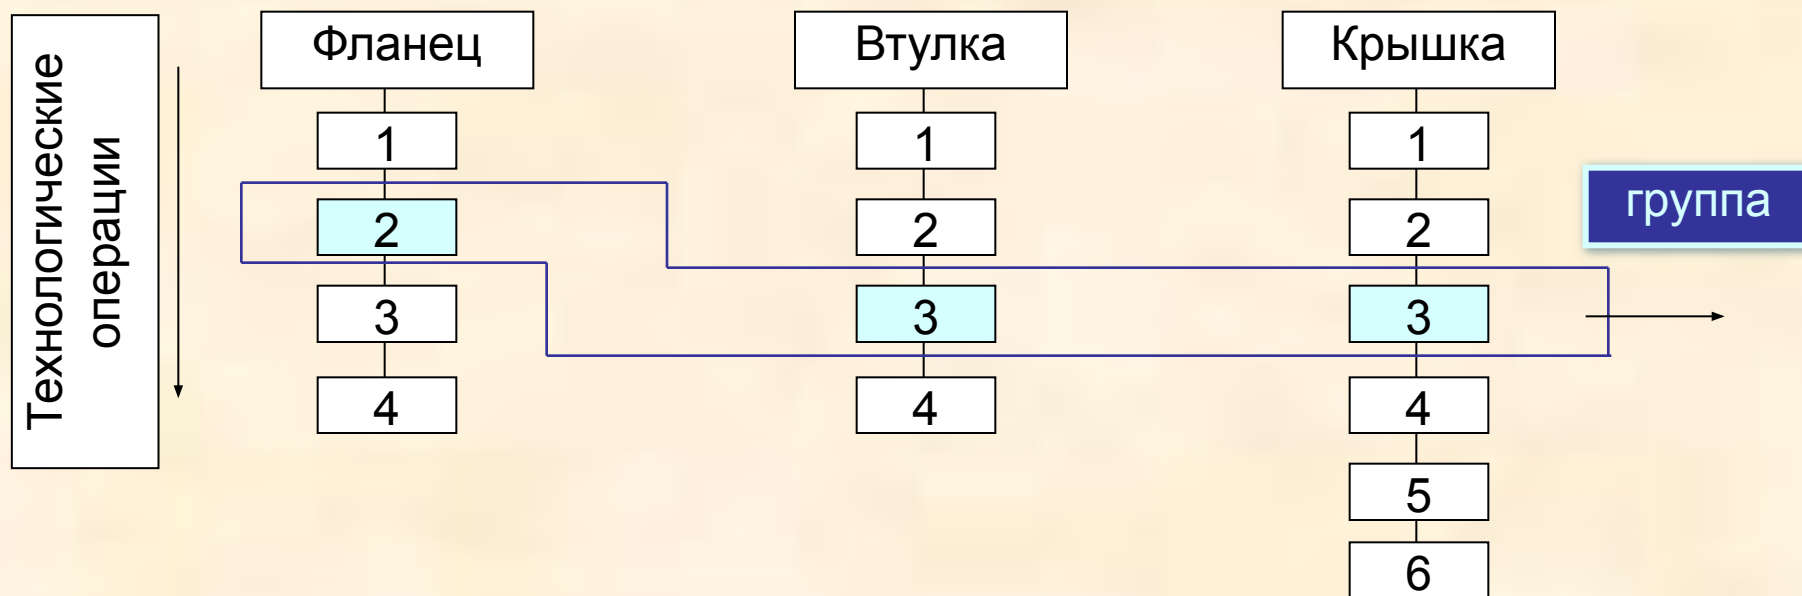 Технологические
операции
Фланец
1
2
3
4
Втулка
1
2
3
4
Крышка
1
2
3
4
5
6
группа